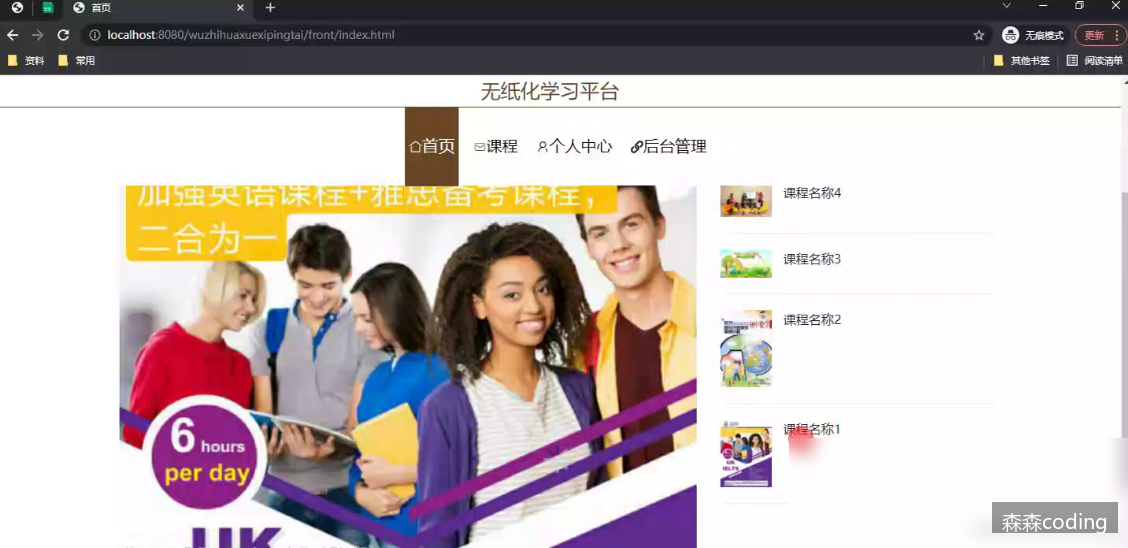 首页
localhost:8080/wuzhihuaxuexipingtai/front/index.html
无痕模式
更新
资料
常用
其他书签
阅读清单
无纸化学习平台
首页
课程
个人中心
后台管理
加强英语课程+雅思备考课程，
二合为一
6 hours
per day
UK
课程名称4
课程名称3
课程名称2
课程名称1
森森coding